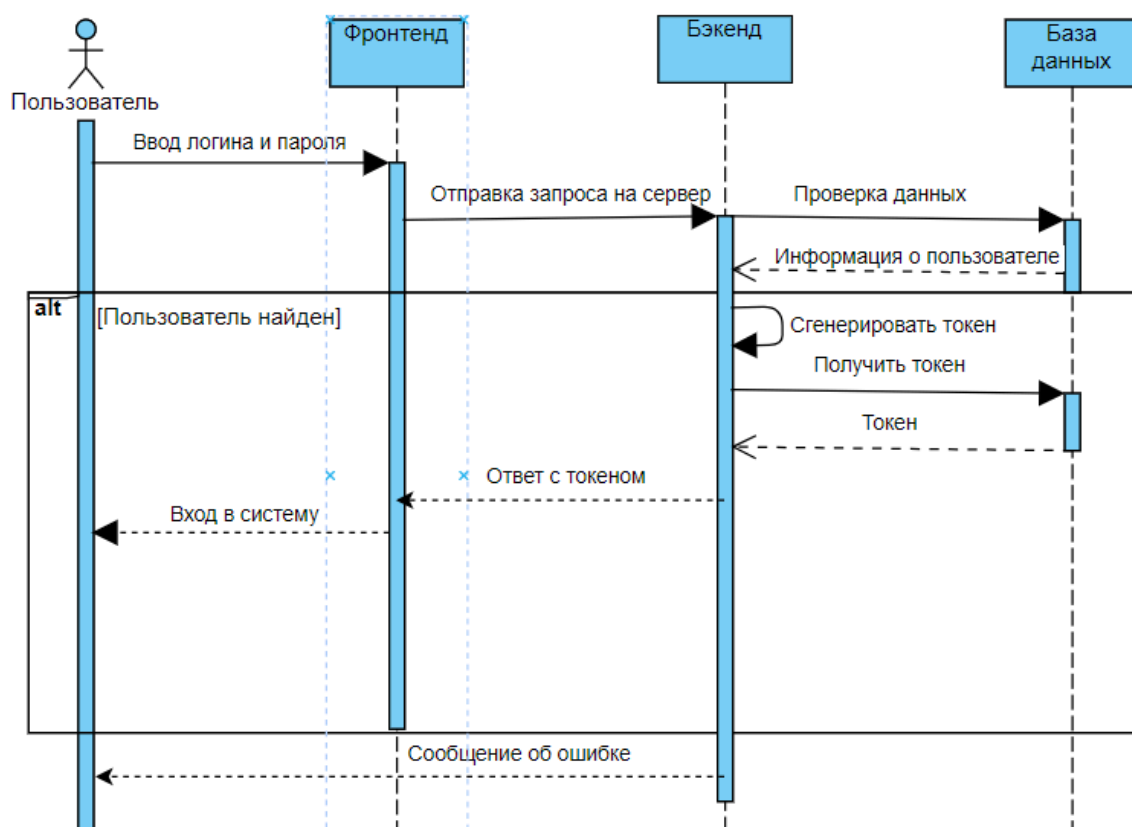 Пользователь
Фронтенд
Бэкенд
База
данных
Ввод логина и пароля
Отправка запроса на сервер
Проверка данных
Информация о пользователе
alt
[Пользователь найден]
Сгенерировать токен
Получить токен
Токен
Ответ с токеном
Вход в систему
Сообщение об ошибке